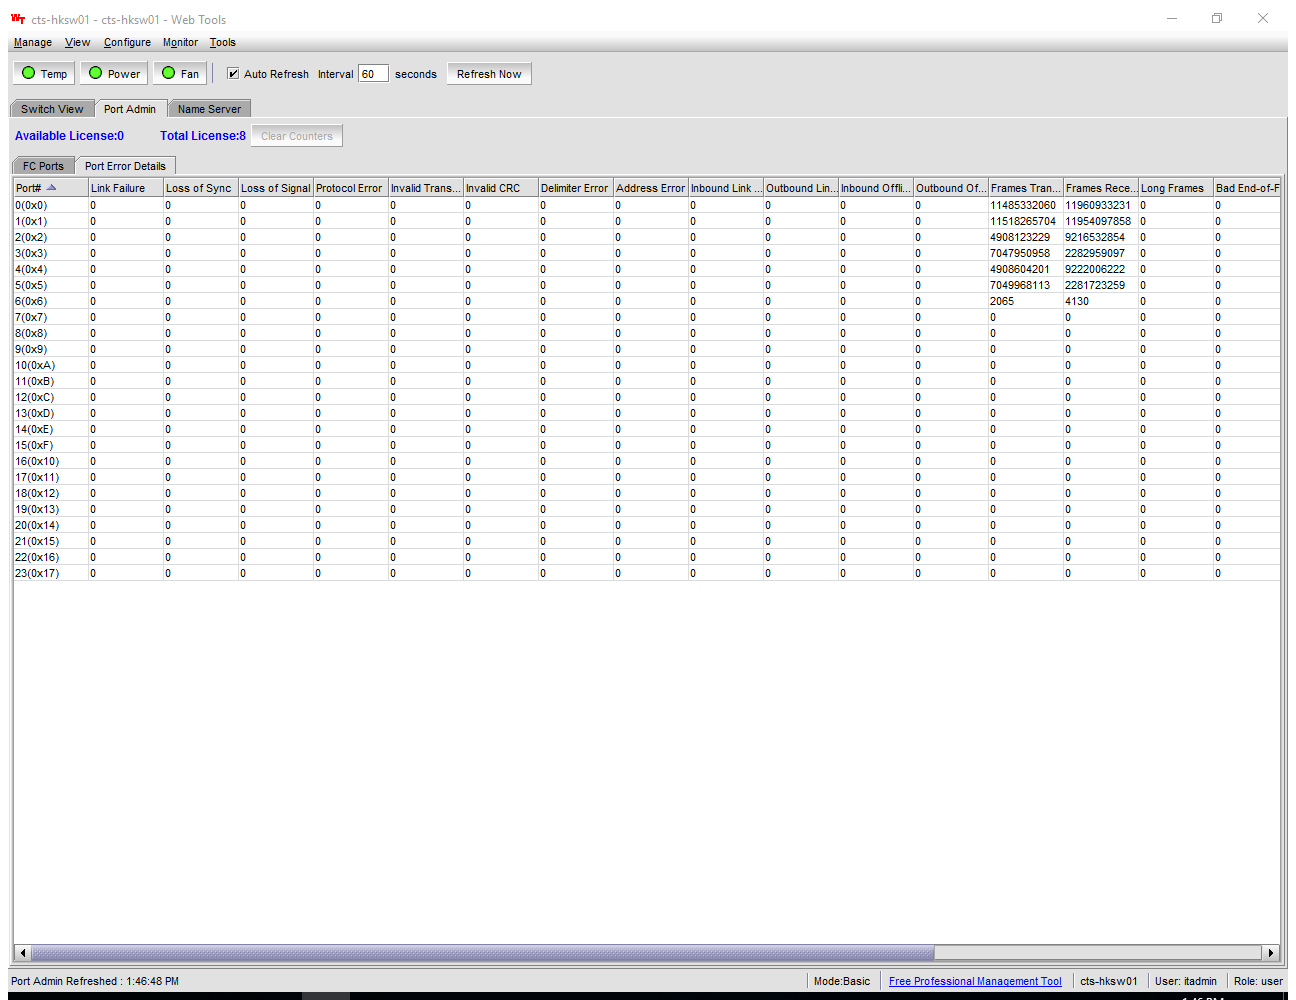 WT cts-hksw01 - cts-hksw01 - Web Tools
Manage View Configure Monitor Tools
Temp Power Fan Auto Refresh Interval 60 seconds Refresh Now
Switch View Port Admin Name Server
Available License:0 Total License:8 Clear Counters
FC Ports Port Error Details
Port# Link Failure Loss of Sync Loss of Signal Protocol Error Invalid Trans... Invalid CRC Delimiter Error Address Error Inbound Link ... Outbound Lin... Inbound Offli... Outbound Of... Frames Tran... Frames Rece... Long Frames Bad End-of-F
0(0x0) 0 0 0 0 0 0 0 0 0 0 0 0 11485332060 11960933231 0 0
1(0x1) 0 0 0 0 0 0 0 0 0 0 0 0 11518265704 11954097858 0 0
2(0x2) 0 0 0 0 0 0 0 0 0 0 0 0 4908123229 9216532854 0 0
3(0x3) 0 0 0 0 0 0 0 0 0 0 0 0 7047950958 2282959097 0 0
4(0x4) 0 0 0 0 0 0 0 0 0 0 0 0 4908604201 9222006222 0 0
5(0x5) 0 0 0 0 0 0 0 0 0 0 0 0 7049968113 2281723259 0 0
6(0x6) 0 0 0 0 0 0 0 0 0 0 0 0 2065 4130 0 0
7(0x7) 0 0 0 0 0 0 0 0 0 0 0 0 0 0 0 0
8(0x8) 0 0 0 0 0 0 0 0 0 0 0 0 0 0 0 0
9(0x9) 0 0 0 0 0 0 0 0 0 0 0 0 0 0 0 0
10(0xA) 0 0 0 0 0 0 0 0 0 0 0 0 0 0 0 0
11(0xB) 0 0 0 0 0 0 0 0 0 0 0 0 0 0 0 0
12(0xC) 0 0 0 0 0 0 0 0 0 0 0 0 0 0 0 0
13(0xD) 0 0 0 0 0 0 0 0 0 0 0 0 0 0 0 0
14(0xE) 0 0 0 0 0 0 0 0 0 0 0 0 0 0 0 0
15(0xF) 0 0 0 0 0 0 0 0 0 0 0 0 0 0 0 0
16(0x10) 0 0 0 0 0 0 0 0 0 0 0 0 0 0 0 0
17(0x11) 0 0 0 0 0 0 0 0 0 0 0 0 0 0 0 0
18(0x12) 0 0 0 0 0 0 0 0 0 0 0 0 0 0 0 0
19(0x13) 0 0 0 0 0 0 0 0 0 0 0 0 0 0 0 0
20(0x14) 0 0 0 0 0 0 0 0 0 0 0 0 0 0 0 0
21(0x15) 0 0 0 0 0 0 0 0 0 0 0 0 0 0 0 0
22(0x16) 0 0 0 0 0 0 0 0 0 0 0 0 0 0 0 0
23(0x17) 0 0 0 0 0 0 0 0 0 0 0 0 0 0 0 0
Port Admin Refreshed : 1:46:48 PM Mode:Basic Free Professional Management Tool cts-hksw01 User: itadmin Role: user